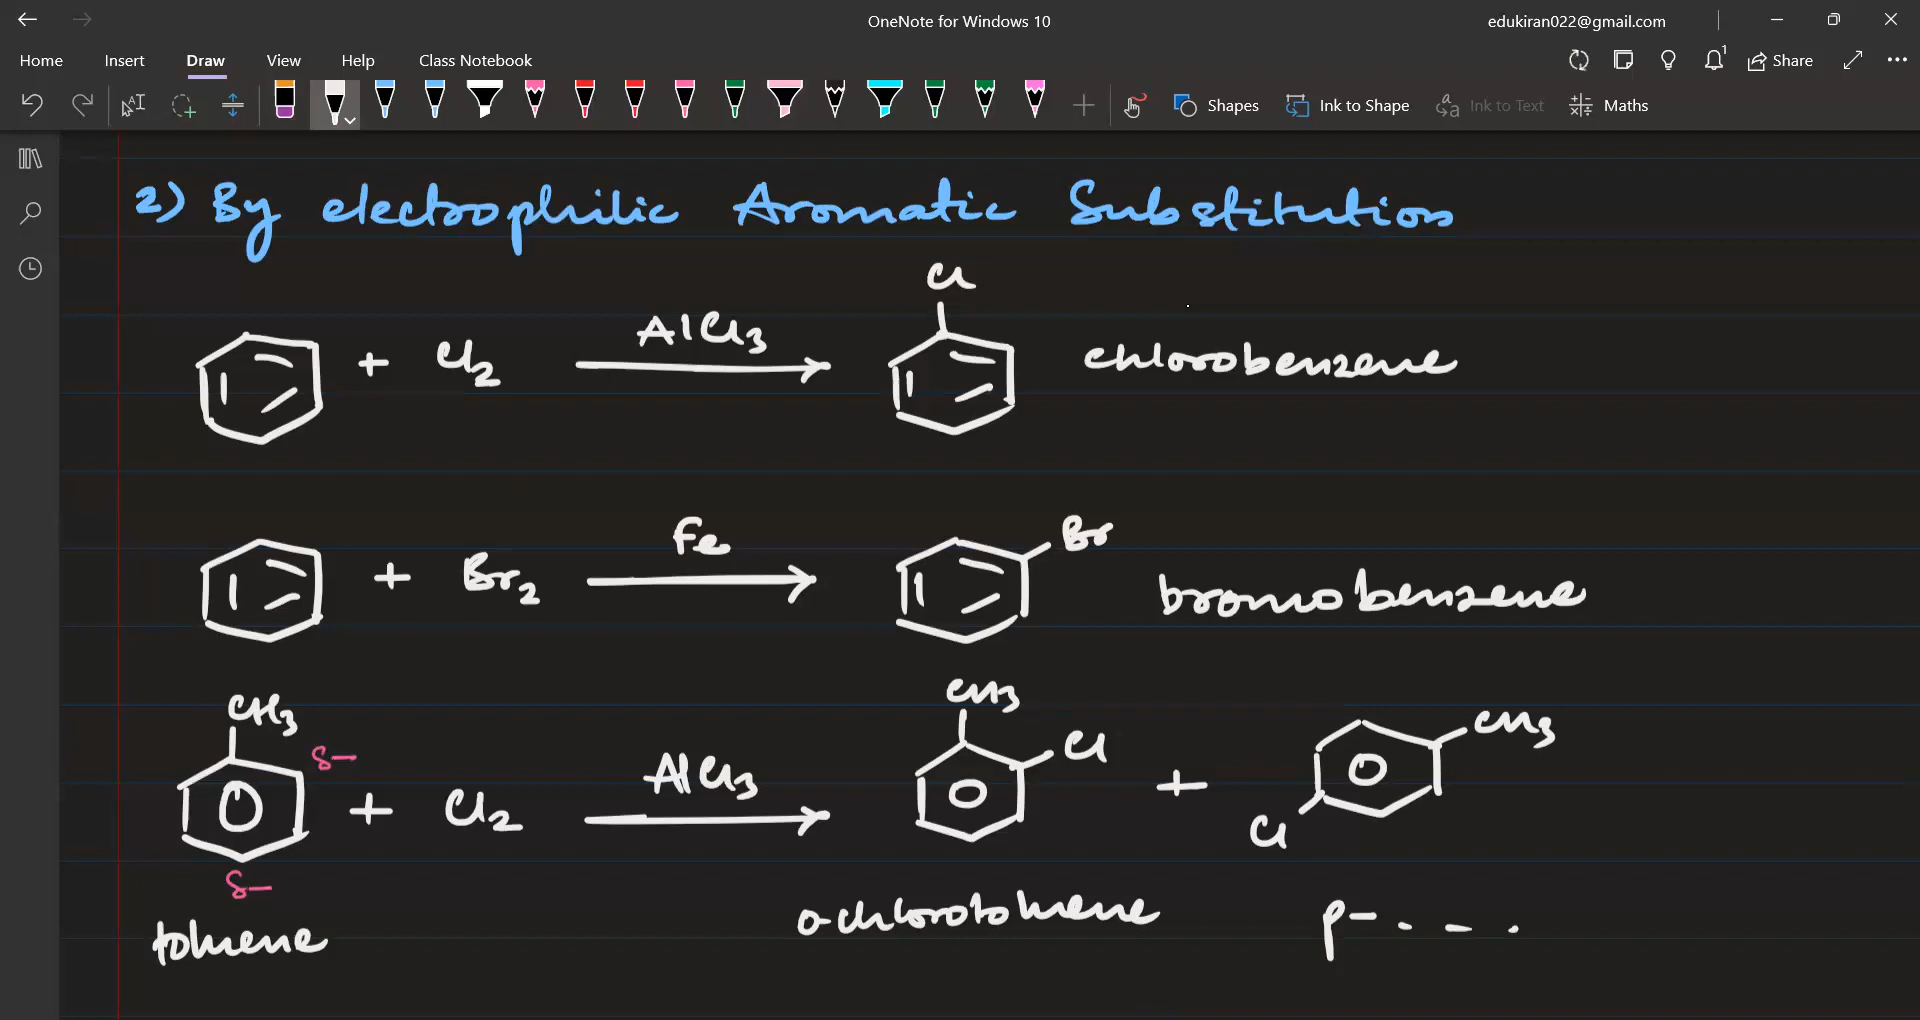 OneNote for Windows 10
edukiran022@gmail.com
Home Insert Draw View Help Class Notebook
1 Share
Shapes Ink to Shape Ink to Text Maths
2) By electrophilic Aromatic Substitution
Cl
+ Cl2 AlCl3 chlorobenzene
+ Br2 Fe Br bromobenzene
CH3 δ- CH3 Cl CH3
+ Cl2 AlCl3 + Cl
δ-
toluene o-chlorotoluene p- . - .